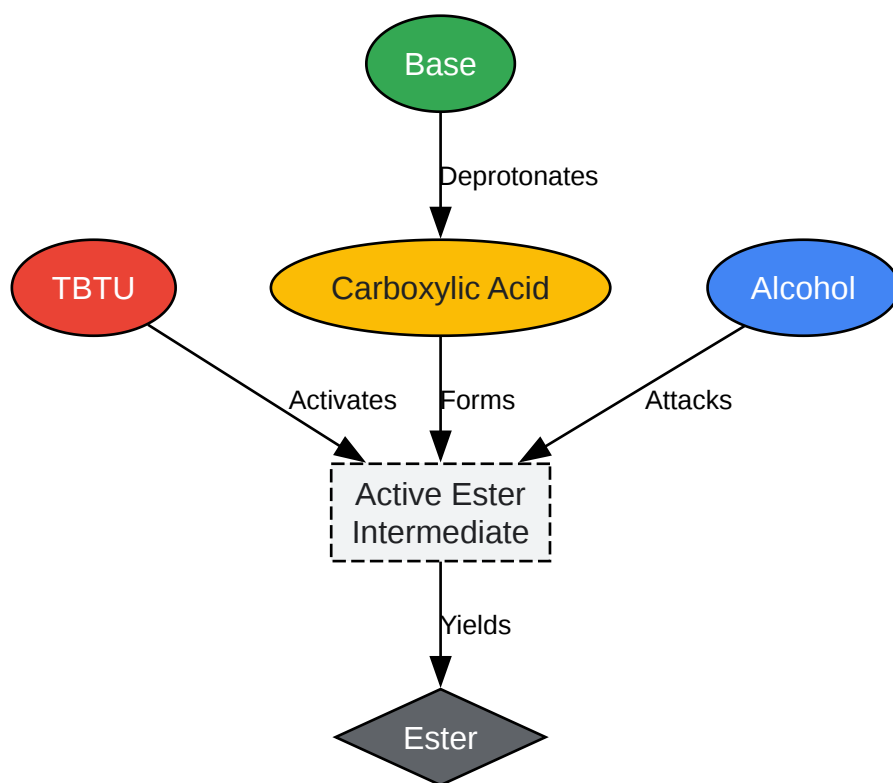 Base
Deprotonates
TBTU
Carboxylic Acid
Alcohol
Activates
Forms
Attacks
Active Ester
Intermediate
Yields
Ester